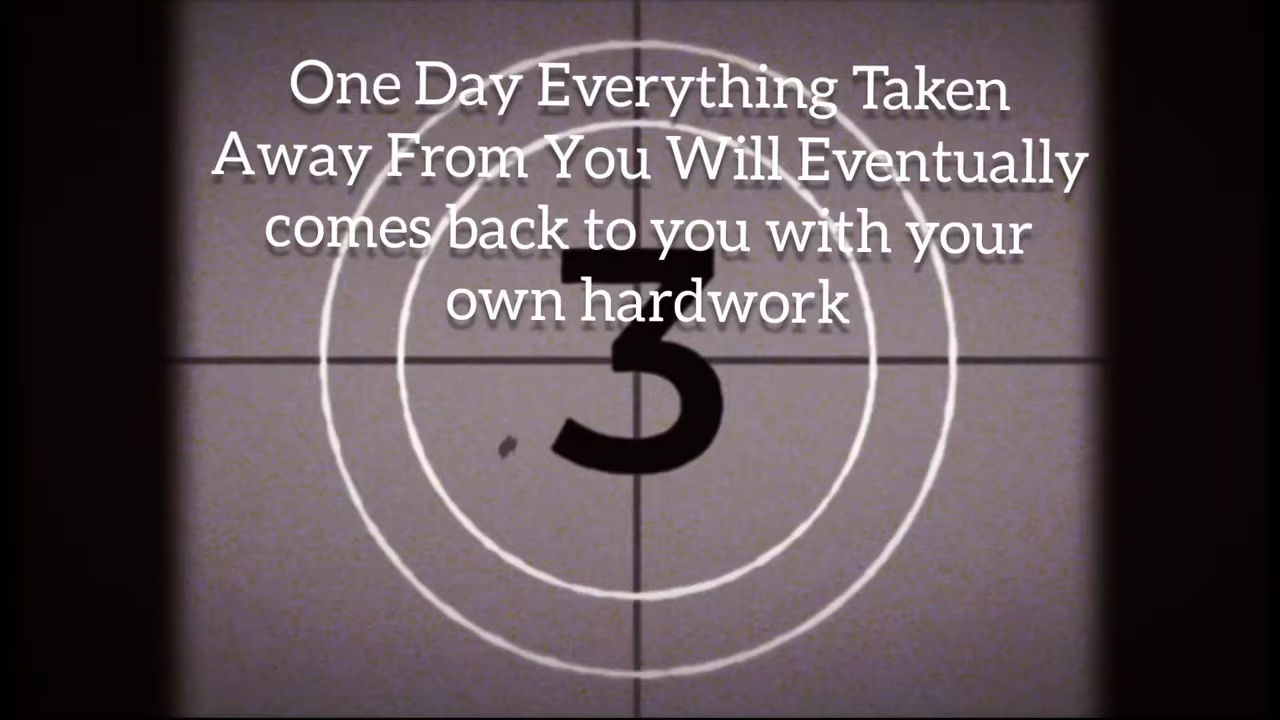 One Day Everything Taken
Away From You Will Eventually
comes back to you with your
own hardwork
3